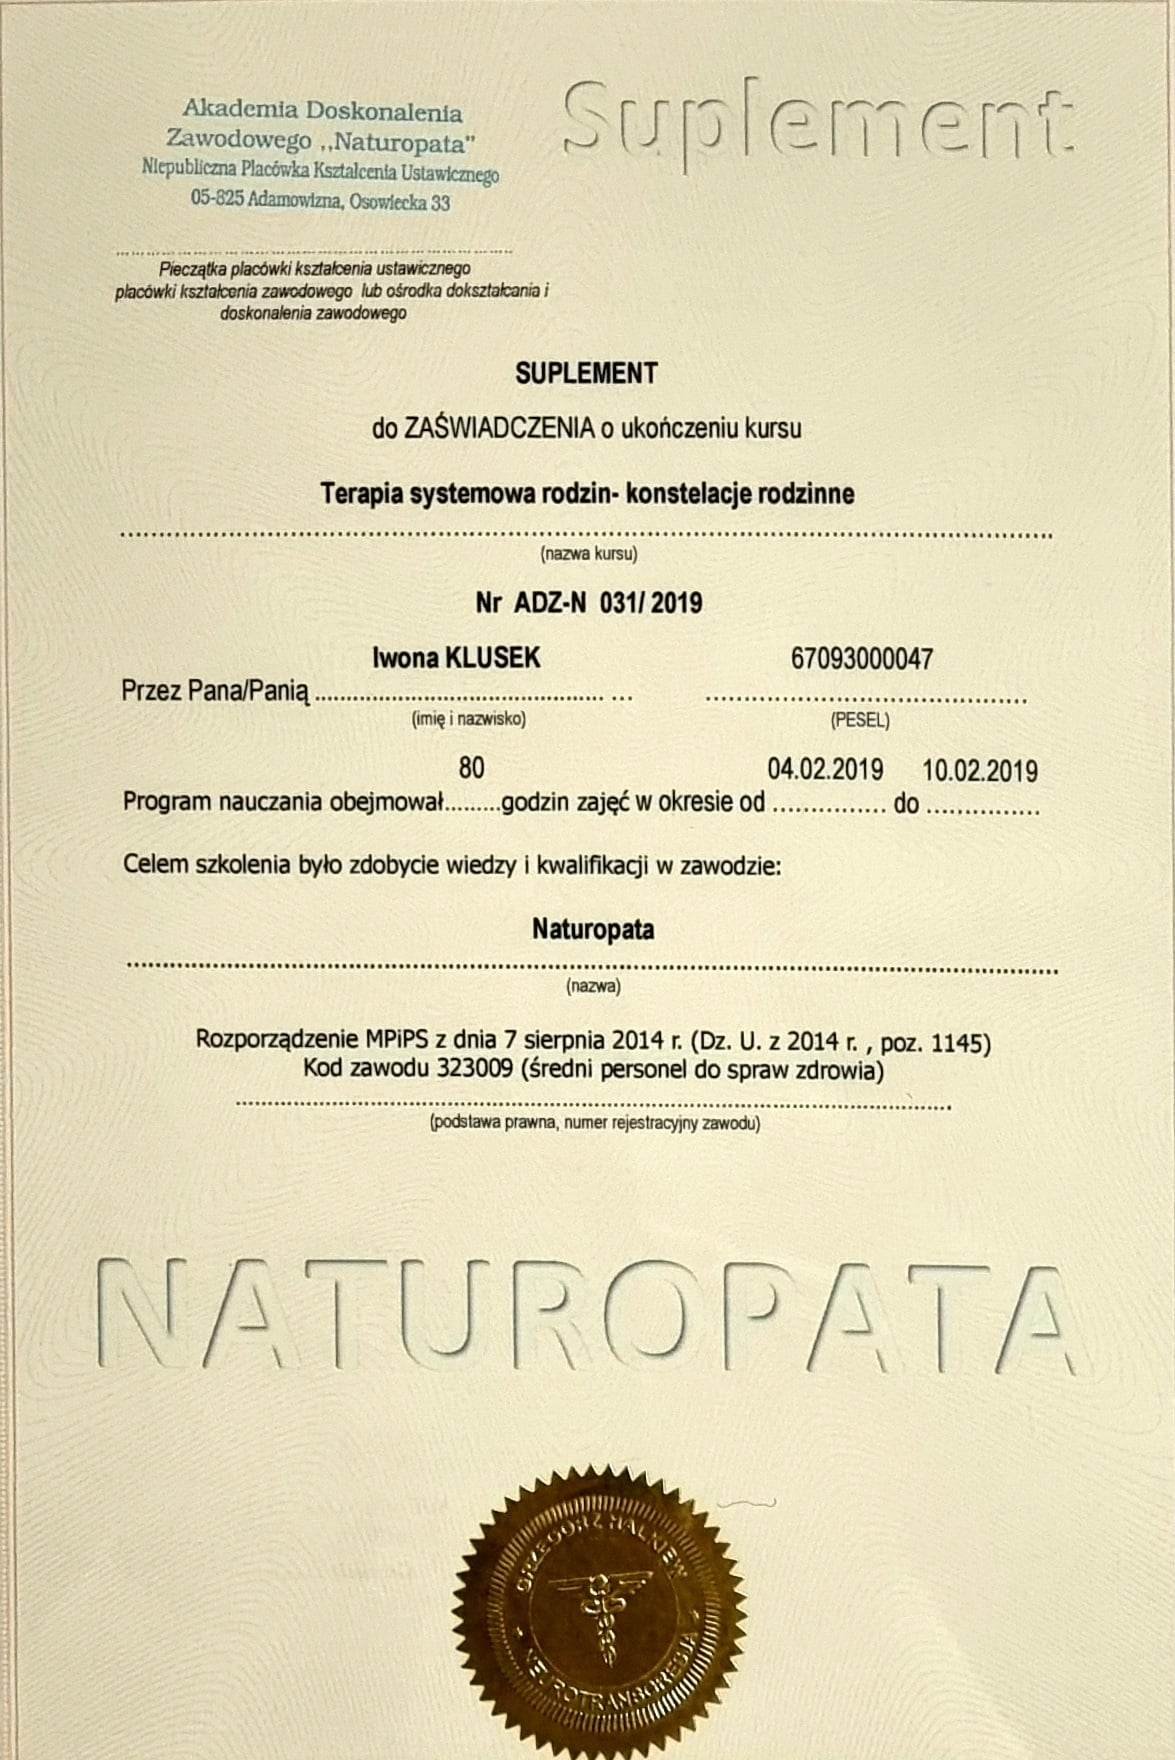 Suplement
Akademia Doskonalenia
Zawodowego ,,Naturopata"
Niepubliczna Placówka Kształcenia Ustawicznego
05-825 Adamowizna, Osowiecka 33
Pieczątka placówki kształcenia ustawicznego
placówki kształcenia zawodowego lub ośrodka dokształcania i
doskonalenia zawodowego
SUPLEMENT
do ZAŚWIADCZENIA o ukończeniu kursu
Terapia systemowa rodzin- konstelacje rodzinne
(nazwa kursu)
Nr ADZ-N 031/ 2019
Iwona KLUSEK 67093000047
Przez Pana/Panią
(imię i nazwisko) (PESEL)
80 04.02.2019 10.02.2019
Program nauczania obejmował.........godzin zajęć w okresie od ............... do ...............
Celem szkolenia było zdobycie wiedzy i kwalifikacji w zawodzie:
Naturopata
(nazwa)
Rozporządzenie MPiPS z dnia 7 sierpnia 2014 r. (Dz. U. z 2014 r. , poz. 1145)
Kod zawodu 323009 (średni personel do spraw zdrowia)
(podstawa prawna, numer rejestracyjny zawodu)
NATUROPATA
GRZEGORZ HALKIEW